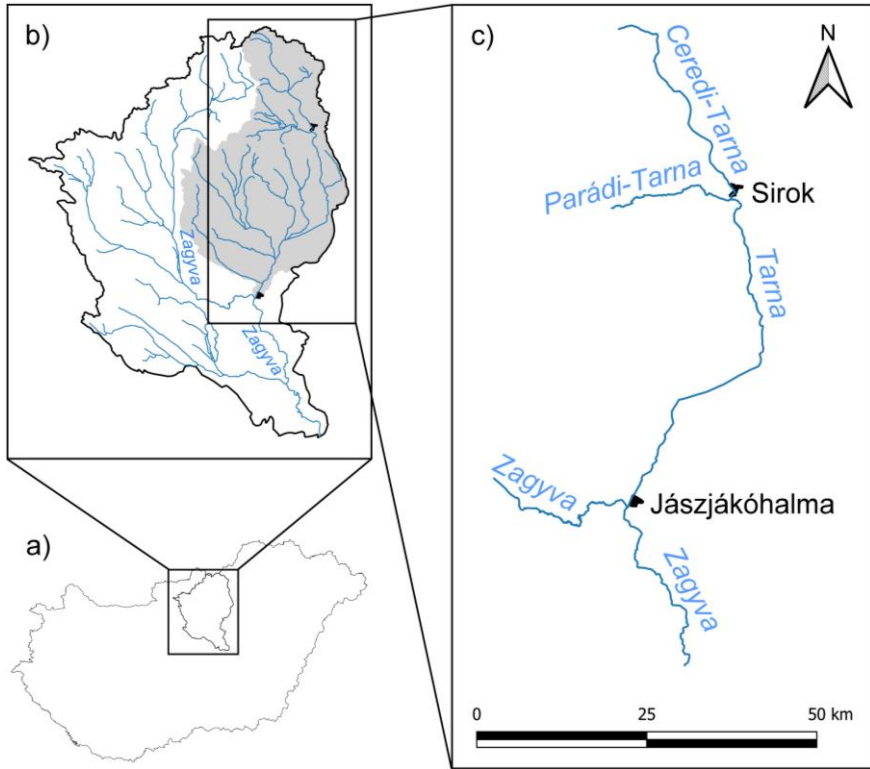 b)
Zagyva
Zagyva
a)
c)
N
Ceredi-Tarna
Parádi-Tarna
Sirok
Tarna
Zagyva
Jászjákóhalma
Zagyva
0 25 50 km